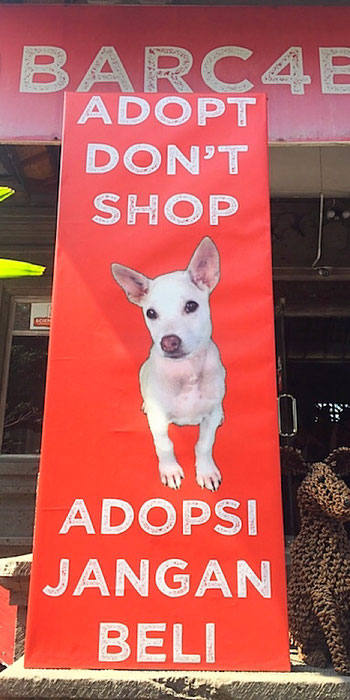 BARC4B
ADOPT
DON'T
SHOP
ADOPSI
JANGAN
BELI